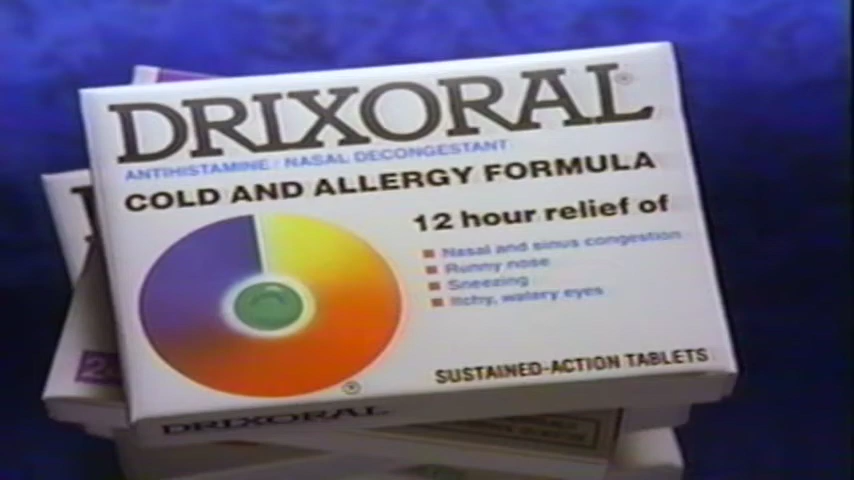 DRIXORAL®
ANTIHISTAMINE / NASAL DECONGESTANT
COLD AND ALLERGY FORMULA
12 hour relief of
Nasal and sinus congestion
Runny nose
Sneezing
Itchy, watery eyes
SUSTAINED-ACTION TABLETS
®
DRIXORAL